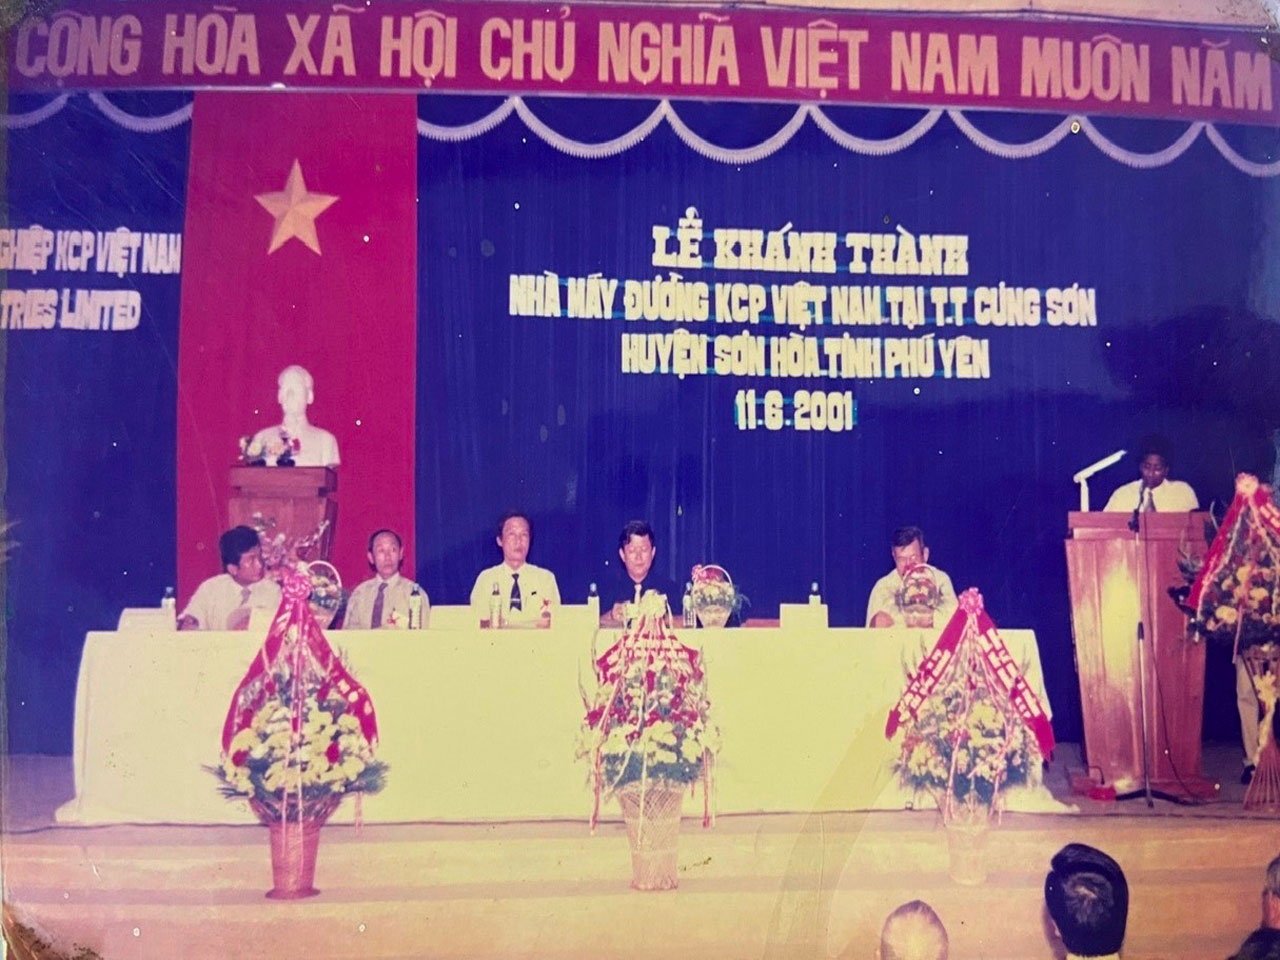 CỘNG HÒA XÃ HỘI CHỦ NGHĨA VIỆT NAM MUÔN NĂM
GHIỆP KCP VIỆT NAM
TRIES LIMITED
LỄ KHÁNH THÀNH
NHÀ MÁY ĐƯỜNG KCP VIỆT NAM.TẠI T.T CỦNG SƠN
HUYỆN SƠN HÒA.TỈNH PHÚ YÊN
11.6.2001